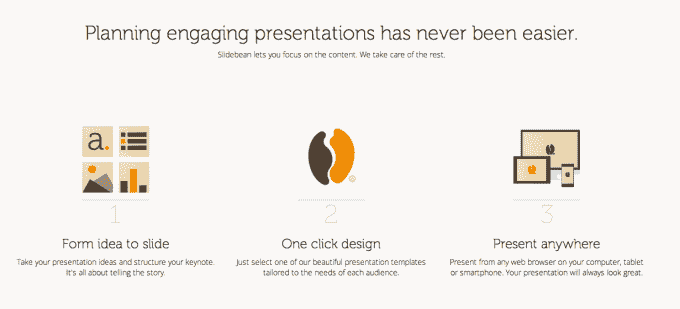 Planning engaging presentations has never been easier.
Slidebean lets you focus on the content. We take care of the rest.
a.
®
1
2
3
Form idea to slide
One click design
Present anywhere
Take your presentation ideas and structure your keynote.
It's all about telling the story.
Just select one of our beautiful presentation templates
tailored to the needs of each audience.
Present from any web browser on your computer, tablet
or smartphone. Your presentation will always look great.